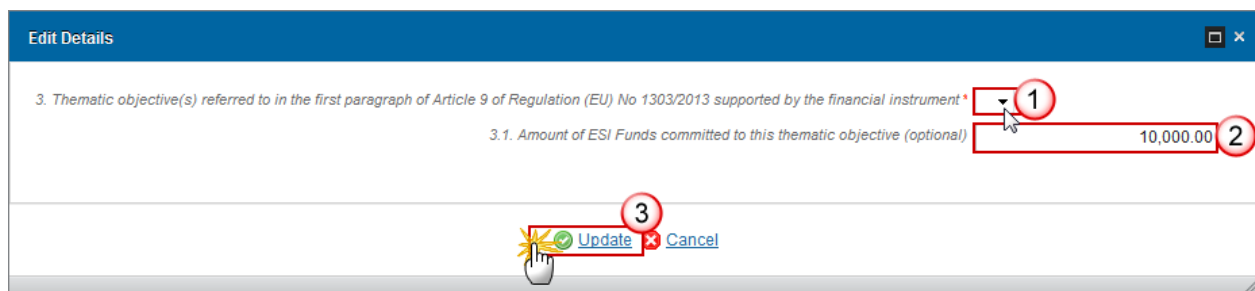 Edit Details
3. Thematic objective(s) referred to in the first paragraph of Article 9 of Regulation (EU) No 1303/2013 supported by the financial instrument * 1
3.1. Amount of ESI Funds committed to this thematic objective (optional) 10,000.00 2
3
Update Cancel